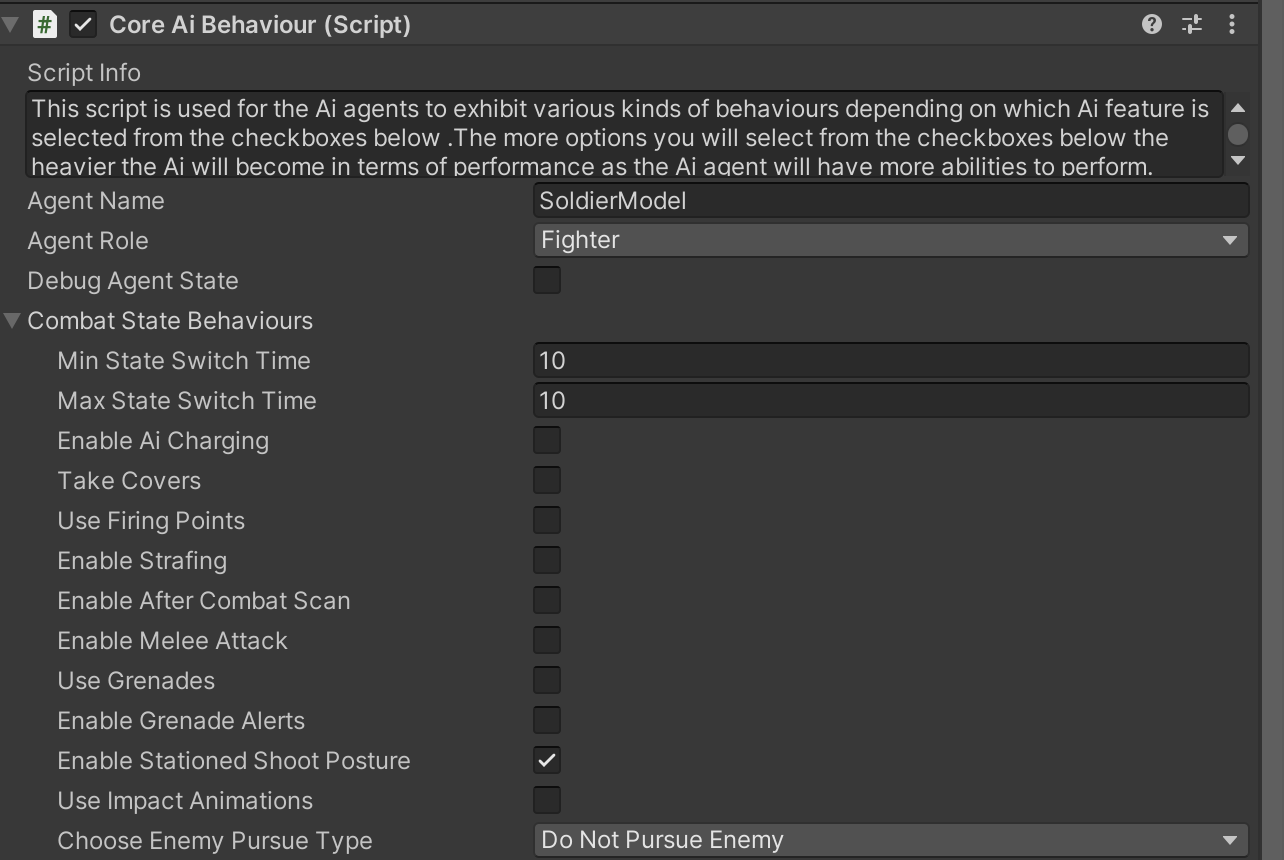 Core Ai Behaviour (Script)
Script Info
This script is used for the Ai agents to exhibit various kinds of behaviours depending on which Ai feature is
selected from the checkboxes below .The more options you will select from the checkboxes below the
heavier the Ai will become in terms of performance as the Ai agent will have more abilities to perform.
Agent Name SoldierModel
Agent Role Fighter
Debug Agent State
Combat State Behaviours
Min State Switch Time 10
Max State Switch Time 10
Enable Ai Charging
Take Covers
Use Firing Points
Enable Strafing
Enable After Combat Scan
Enable Melee Attack
Use Grenades
Enable Grenade Alerts
Enable Stationed Shoot Posture
Use Impact Animations
Choose Enemy Pursue Type Do Not Pursue Enemy